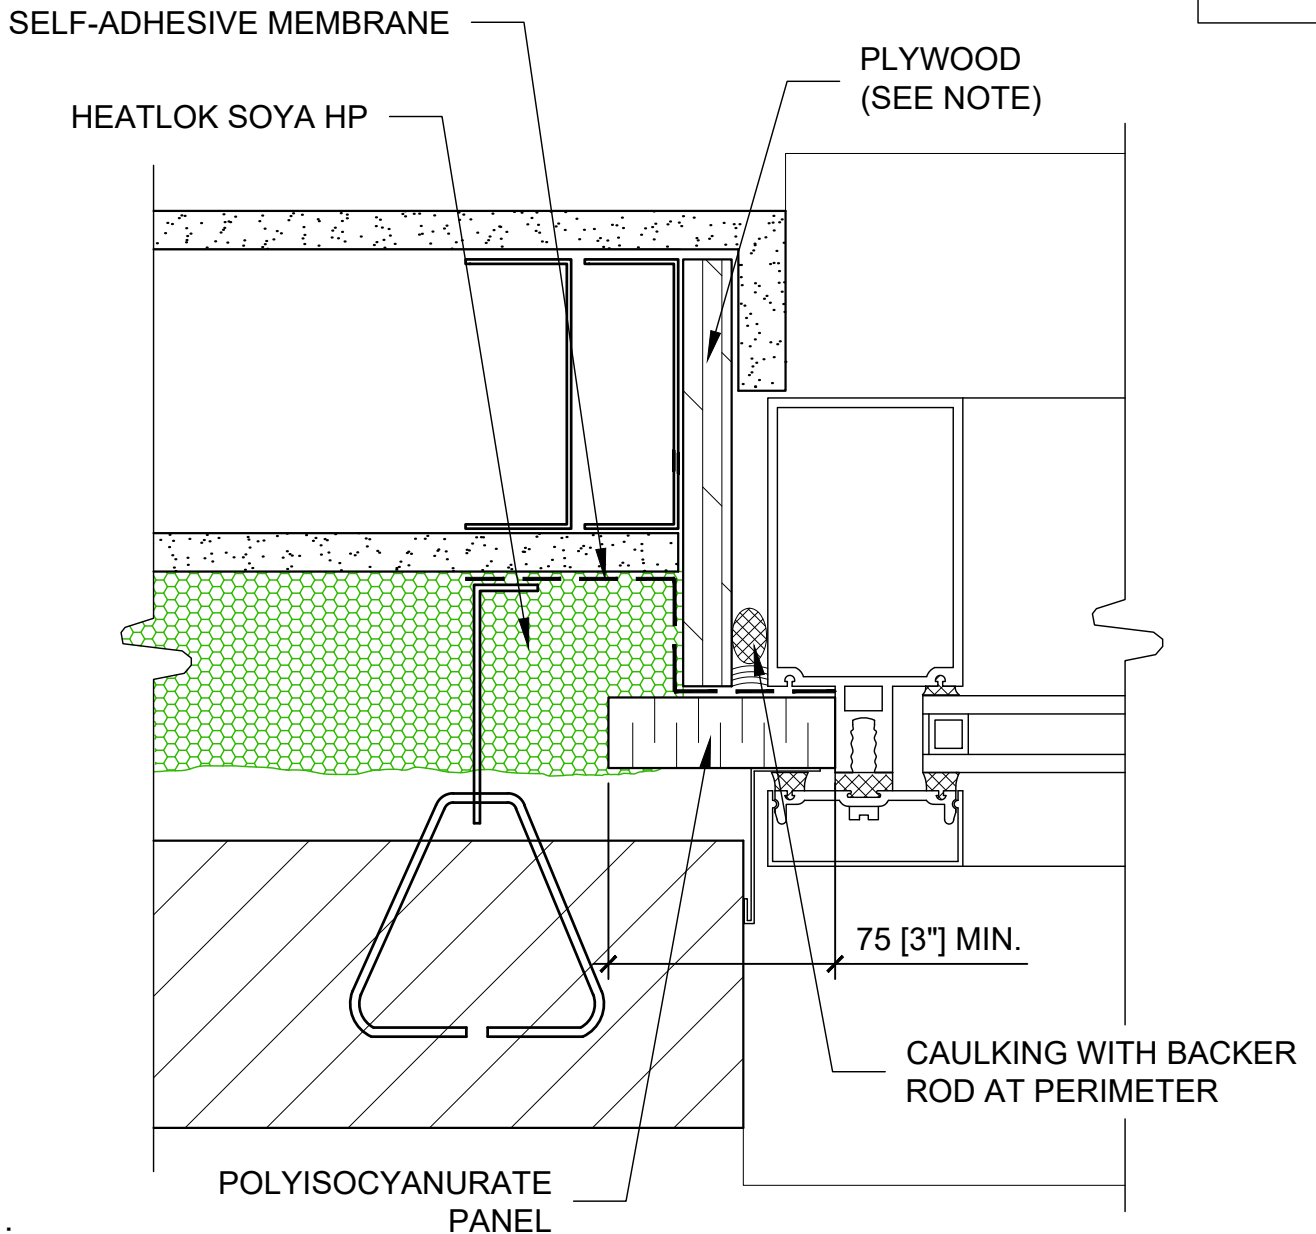 SELF-ADHESIVE MEMBRANE
PLYWOOD
(SEE NOTE)
HEATLOK SOYA HP
75 [3"] MIN.
CAULKING WITH BACKER
ROD AT PERIMETER
POLYISOCYANURATE
PANEL
.